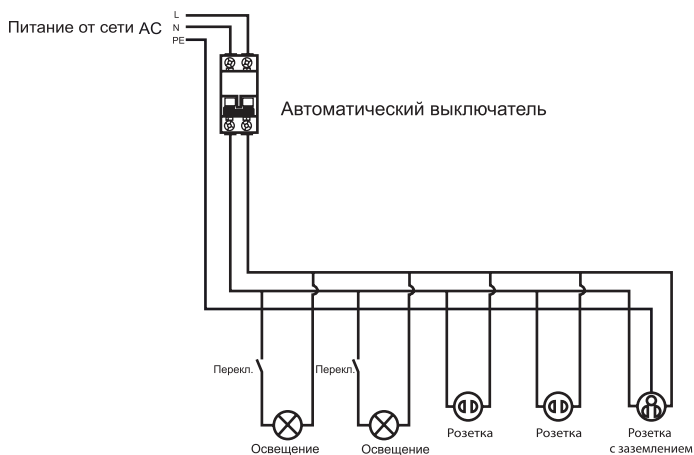 L
Питание от сети AC
N
PE
Автоматический выключатель
Перекл.
Перекл.
Освещение
Освещение
Розетка
Розетка
Розетка
с заземлением